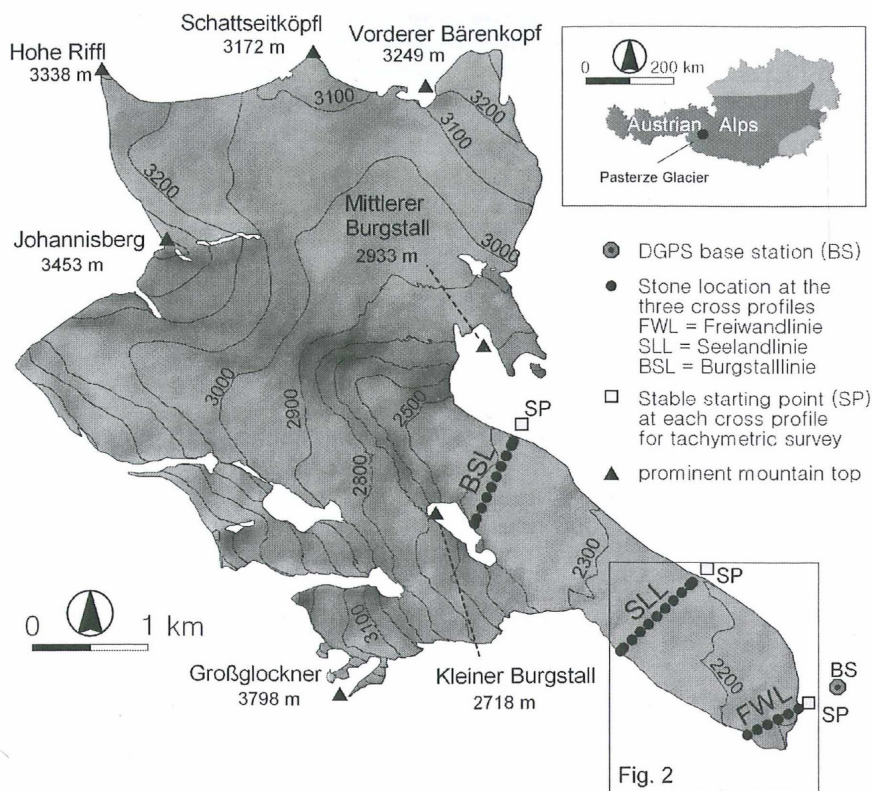 Schattseitköpfl
3172 m
Vorderer Bärenkopf
3249 m
Hohe Riffl
3338 m
3100
3200
3100
3200
3000
Mittlerer
Burgstall
2933 m
Johannisberg
3453 m
3000
2900
2800
2500
SP
BSL
2300
SLL
SP
2200
FWL
BS
SP
3100
0 1 km
Großglockner
3798 m
Kleiner Burgstall
2718 m
Fig. 2
0 200 km
Austrian Alps
Pasterze Glacier
DGPS base station (BS)
Stone location at the
three cross profiles
FWL = Freiwandlinie
SLL = Seelandlinie
BSL = Burgstalllinie
Stable starting point (SP)
at each cross profile
for tachymetric survey
prominent mountain top